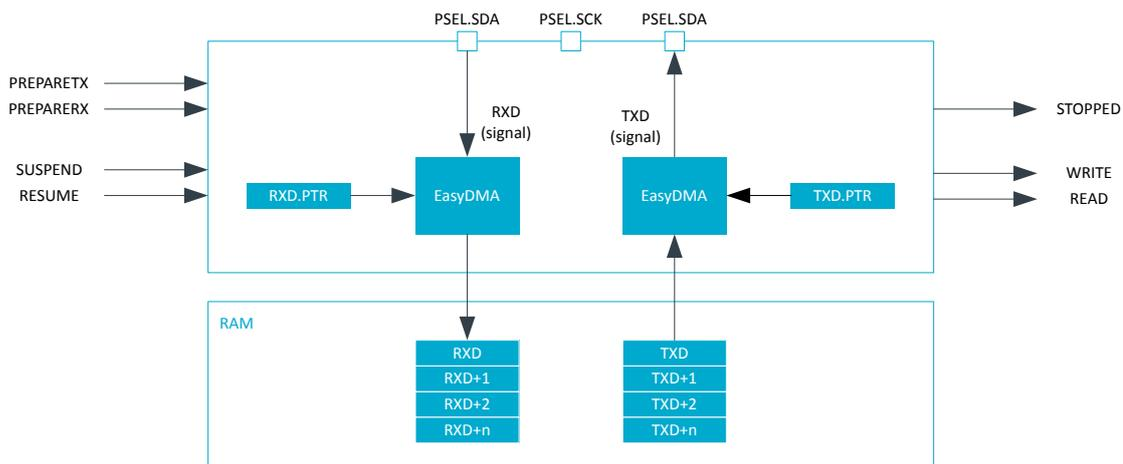 PSEL.SDA PSEL.SCK PSEL.SDA
PREPARETX
PREPARERX
STOPPED
RXD
(signal)
TXD
(signal)
SUSPEND
RESUME
WRITE
READ
RXD.PTR
EasyDMA
EasyDMA
TXD.PTR
RAM
RXD
RXD+1
RXD+2
RXD+n
TXD
TXD+1
TXD+2
TXD+n